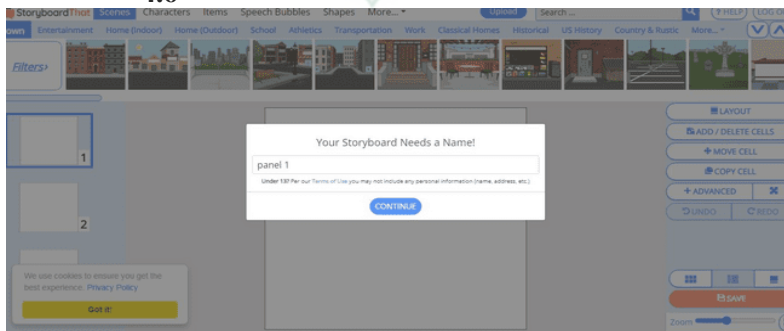 StoryboardThat Scenes Characters Items Speech Bubbles Shapes More... Upload Search ... ? HELP LOG
own Entertainment Home (Indoor) Home (Outdoor) School Athletics Transportation Work Classical Homes Historical US History Country & Rustic More...
Filters>
LAYOUT
ADD / DELETE CELLS
Your Storyboard Needs a Name!
MOVE CELL
1
panel 1
COPY CELL
Under 13? Per our Terms of Use you may not include any personal information (name, address, etc.)
+ ADVANCED
CONTINUE
UNDO REDO
2
We use cookies to ensure you get the
best experience. Privacy Policy
Got it!
SAVE
Zoom